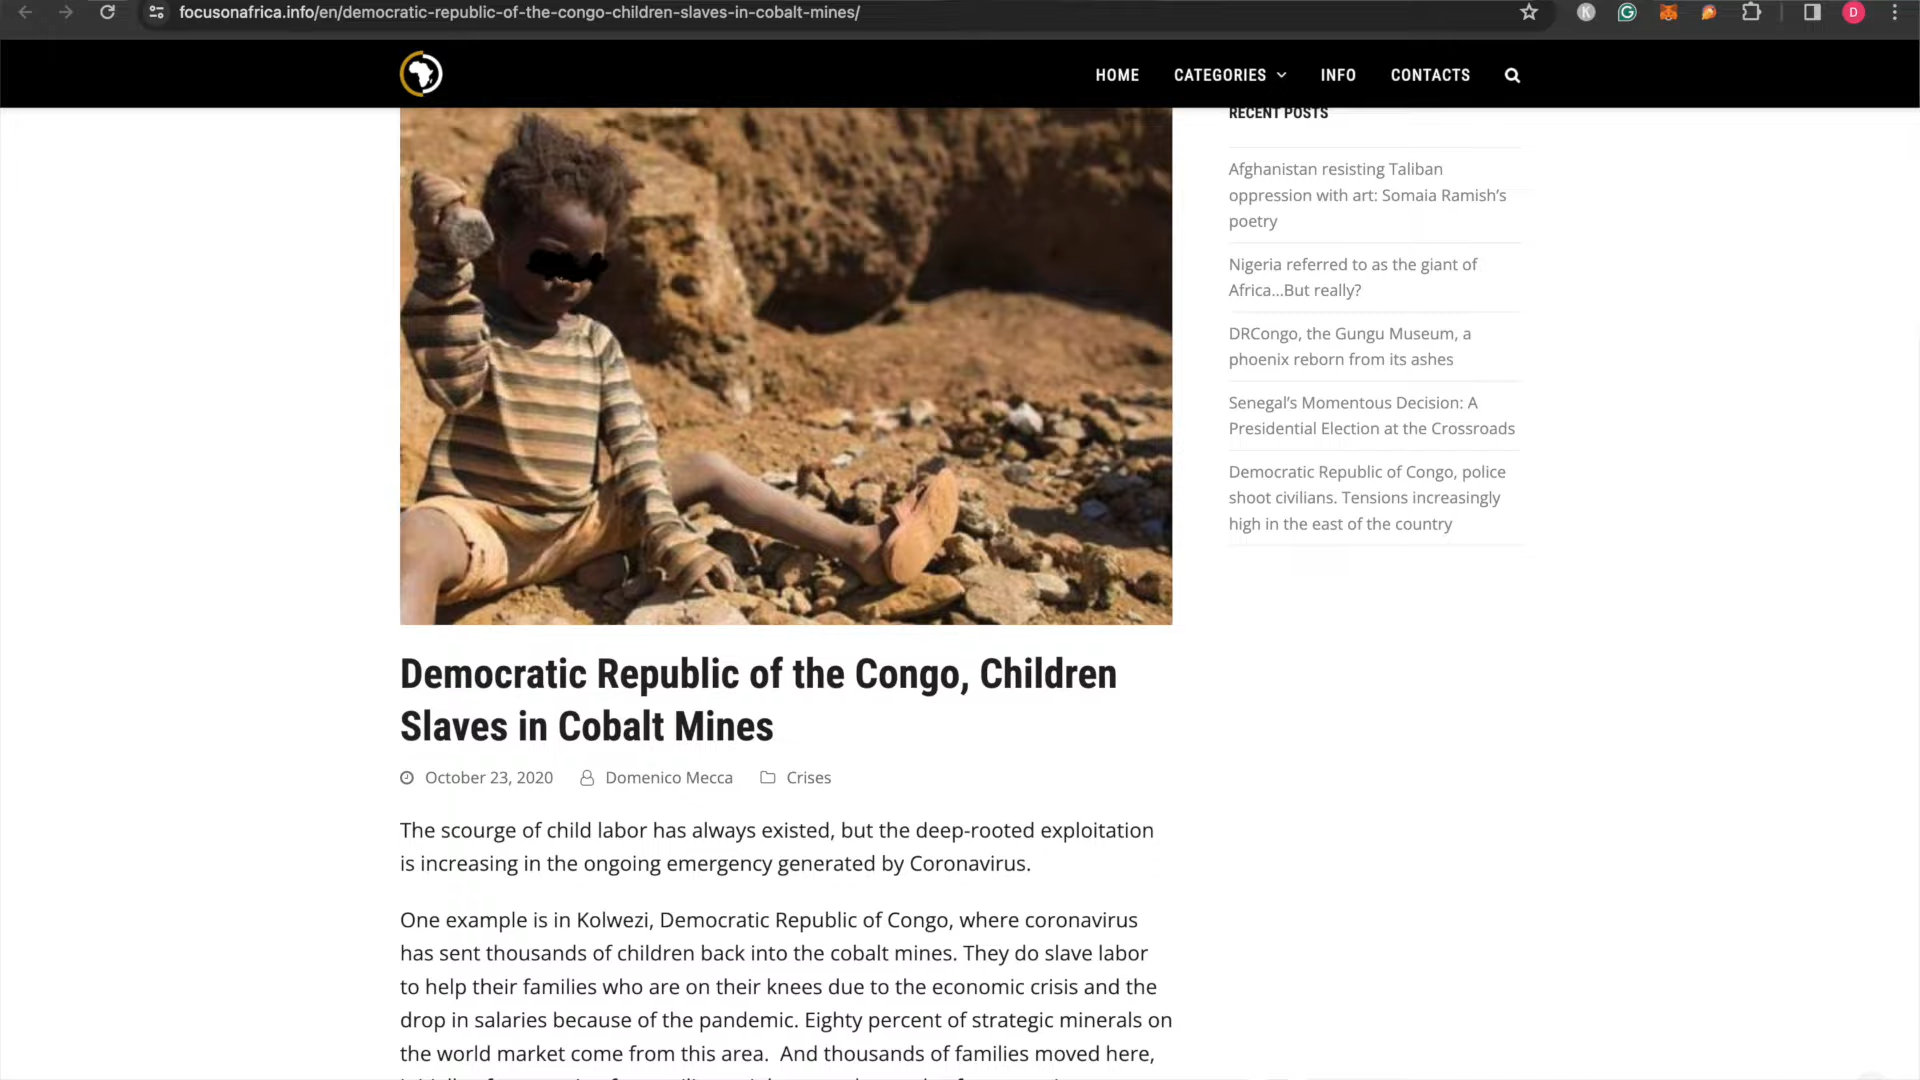 focusonafrica.info/en/democratic-republic-of-the-congo-children-slaves-in-cobalt-mines/
K
D
HOME
CATEGORIES
INFO
CONTACTS
RECENT POSTS
Afghanistan resisting Taliban
oppression with art: Somaia Ramish’s
poetry
Nigeria referred to as the giant of
Africa…But really?
DRCongo, the Gungu Museum, a
phoenix reborn from its ashes
Senegal’s Momentous Decision: A
Presidential Election at the Crossroads
Democratic Republic of Congo, police
shoot civilians. Tensions increasingly
high in the east of the country
Democratic Republic of the Congo, Children
Slaves in Cobalt Mines
October 23, 2020
Domenico Mecca
Crises
The scourge of child labor has always existed, but the deep-rooted exploitation
is increasing in the ongoing emergency generated by Coronavirus.
One example is in Kolwezi, Democratic Republic of Congo, where coronavirus
has sent thousands of children back into the cobalt mines. They do slave labor
to help their families who are on their knees due to the economic crisis and the
drop in salaries because of the pandemic. Eighty percent of strategic minerals on
the world market come from this area.  And thousands of families moved here,